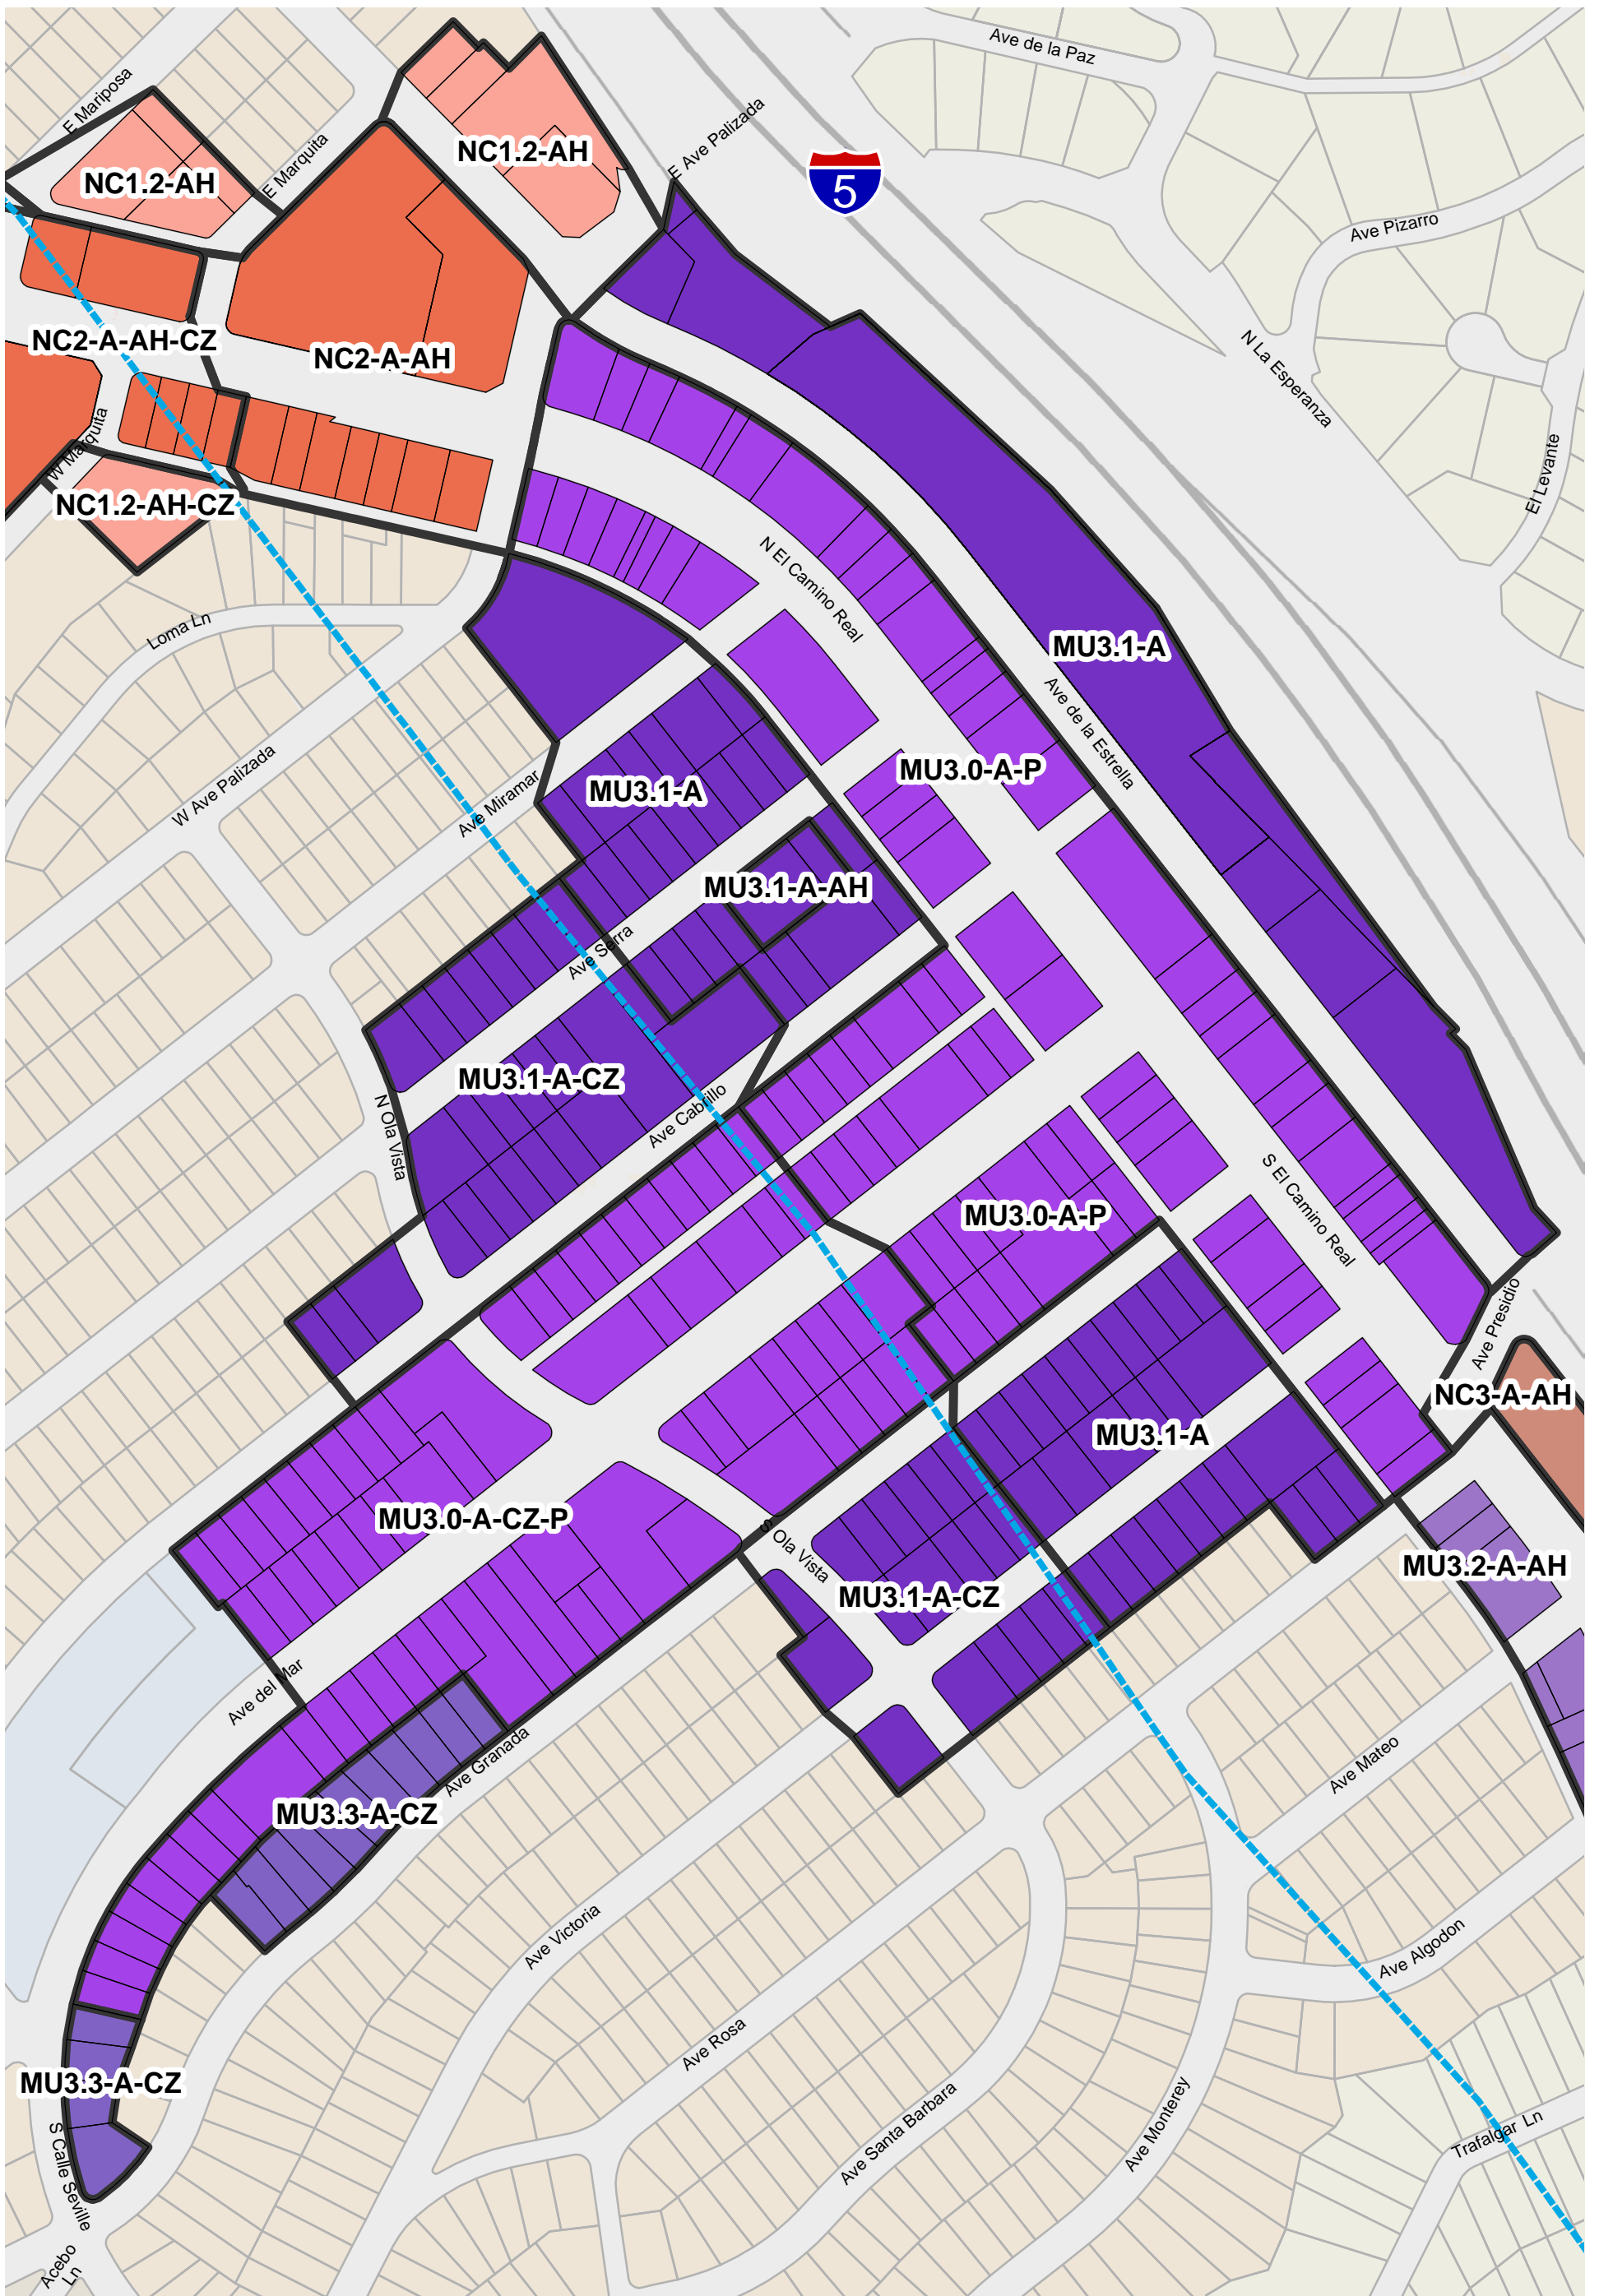 Ave de la Paz
E Mariposa
E Ave Palizada
NC1.2-AH
E Marquita
NC1.2-AH
5
Ave Pizarro
NC2-A-AH-CZ
NC2-A-AH
N La Esperanza
W Marquita
El Levante
NC1.2-AH-CZ
N El Camino Real
Loma Ln
MU3.1-A
Ave de la Estrella
W Ave Palizada
Ave Miramar
MU3.1-A
MU3.0-A-P
MU3.1-A-AH
Ave Serra
MU3.1-A-CZ
N Ola Vista
Ave Cabrillo
MU3.0-A-P
S El Camino Real
Ave Presidio
NC3-A-AH
MU3.1-A
MU3.0-A-CZ-P
S Ola Vista
MU3.2-A-AH
MU3.1-A-CZ
Ave del Mar
Ave Granada
Ave Mateo
MU3.3-A-CZ
Ave Victoria
Ave Algodon
Ave Rosa
MU3.3-A-CZ
Ave Santa Barbara
Ave Monterey
Trafalgar Ln
S Calle Seville
Acebo
Ln